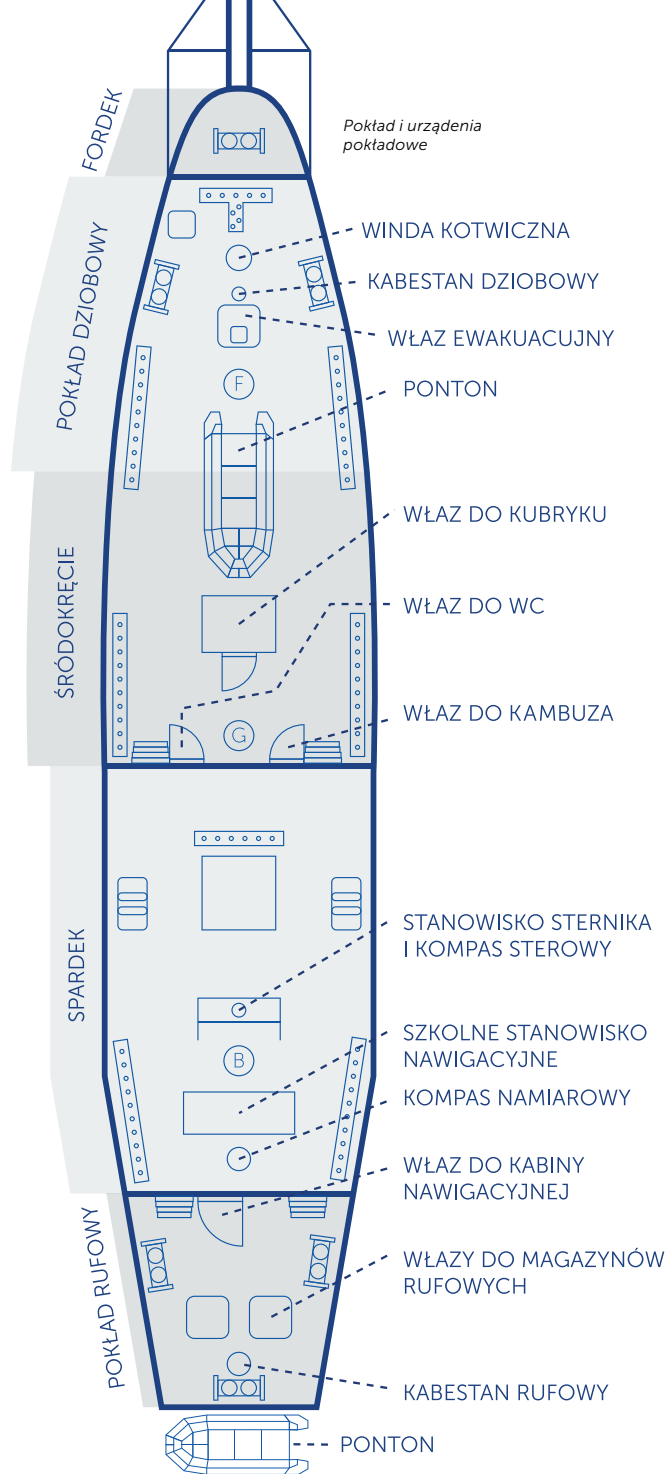 FORDEK
Pokład i urządenia
pokładowe
POKŁAD DZIOBOWY
WINDA KOTWICZNA
KABESTAN DZIOBOWY
WŁAZ EWAKUACUJNY
F
PONTON
ŚRÓDOKRĘCIE
WŁAZ DO KUBRYKU
WŁAZ DO WC
WŁAZ DO KAMBUZA
G
SPARDEK
STANOWISKO STERNIKA
I KOMPAS STEROWY
B
SZKOLNE STANOWISKO
NAWIGACYJNE
KOMPAS NAMIAROWY
WŁAZ DO KABINY
NAWIGACYJNEJ
POKŁAD RUFOWY
WŁAZY DO MAGAZYNÓW
RUFOWYCH
KABESTAN RUFOWY
PONTON